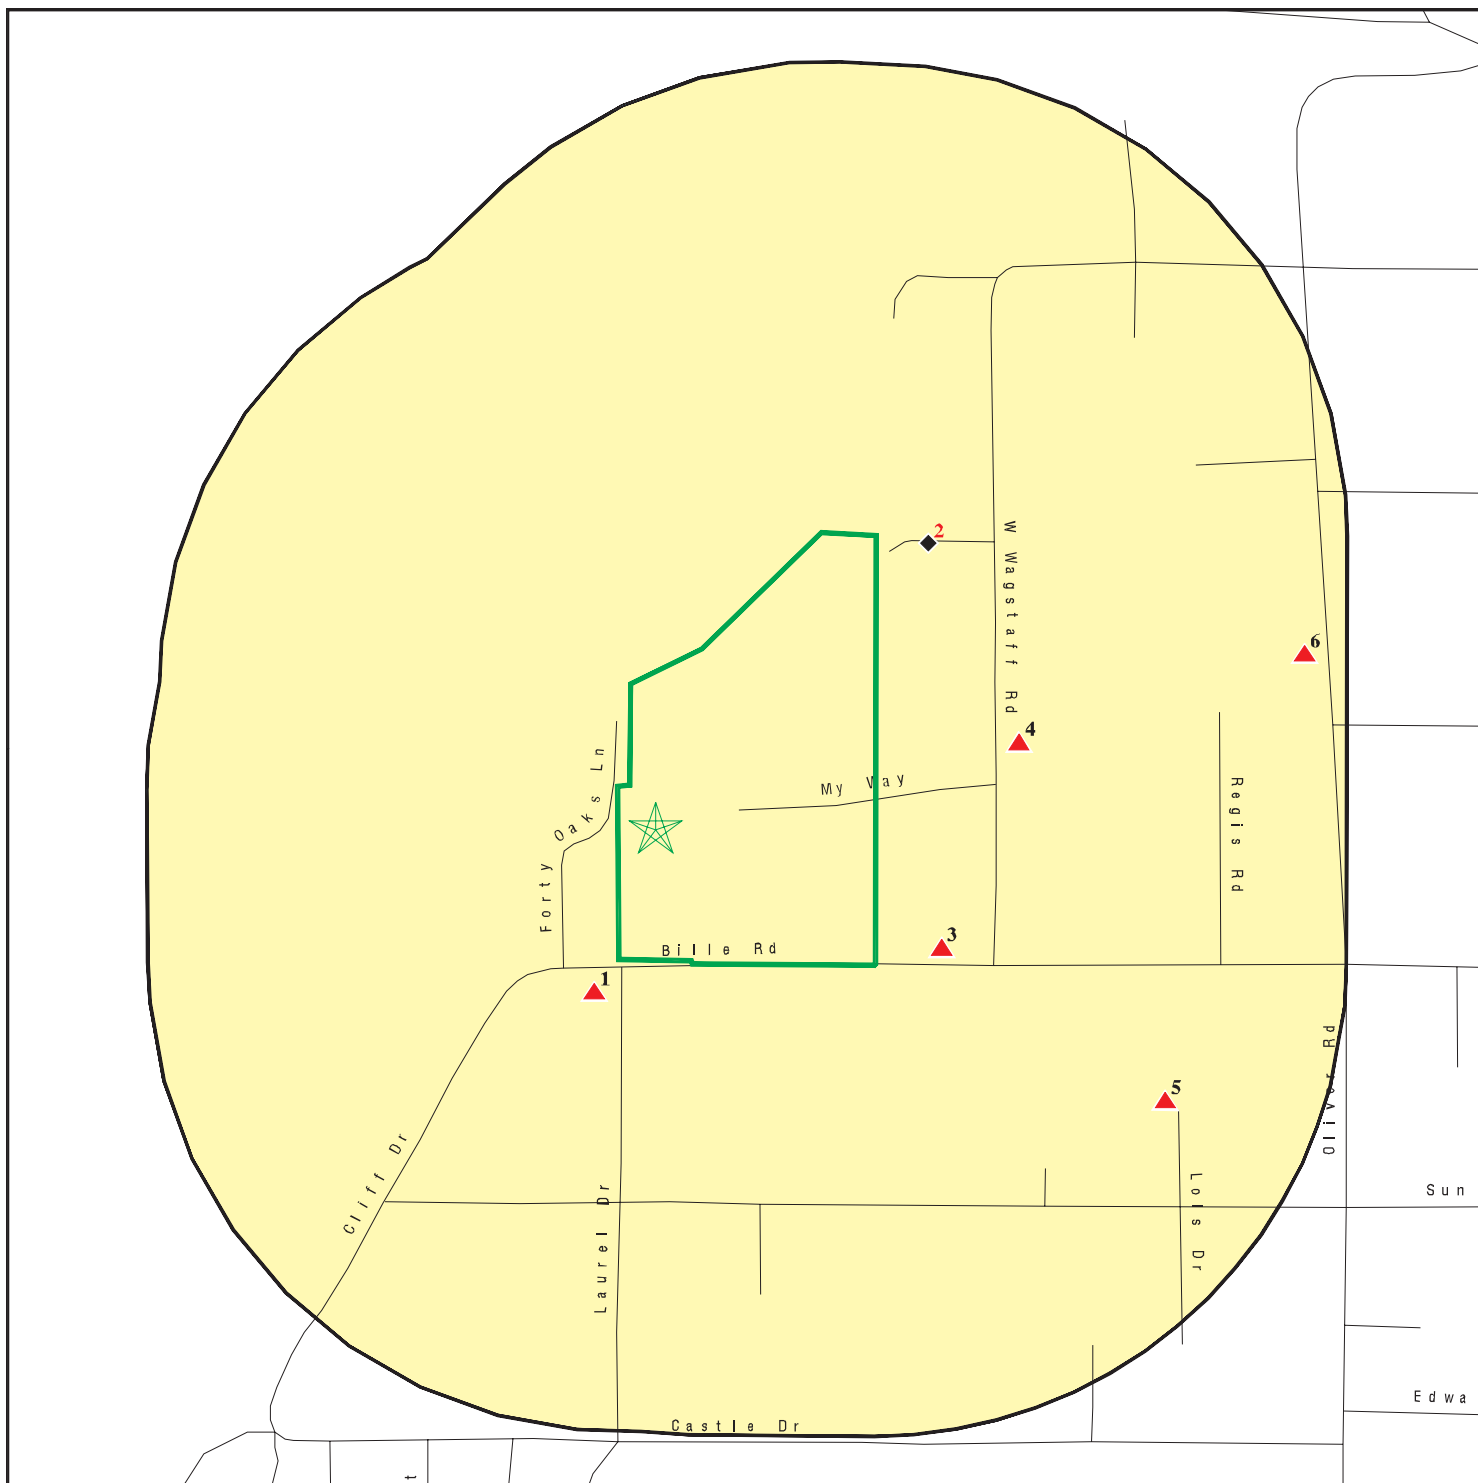 2
W Wagstaff Rd
6
4
Forty Oaks Ln
My Way
Regis Rd
3
Bille Rd
1
Oliver Rd
5
Cliff Dr
Laurel Dr
Lois Dr
Sun
Edwa
Castle Dr
t